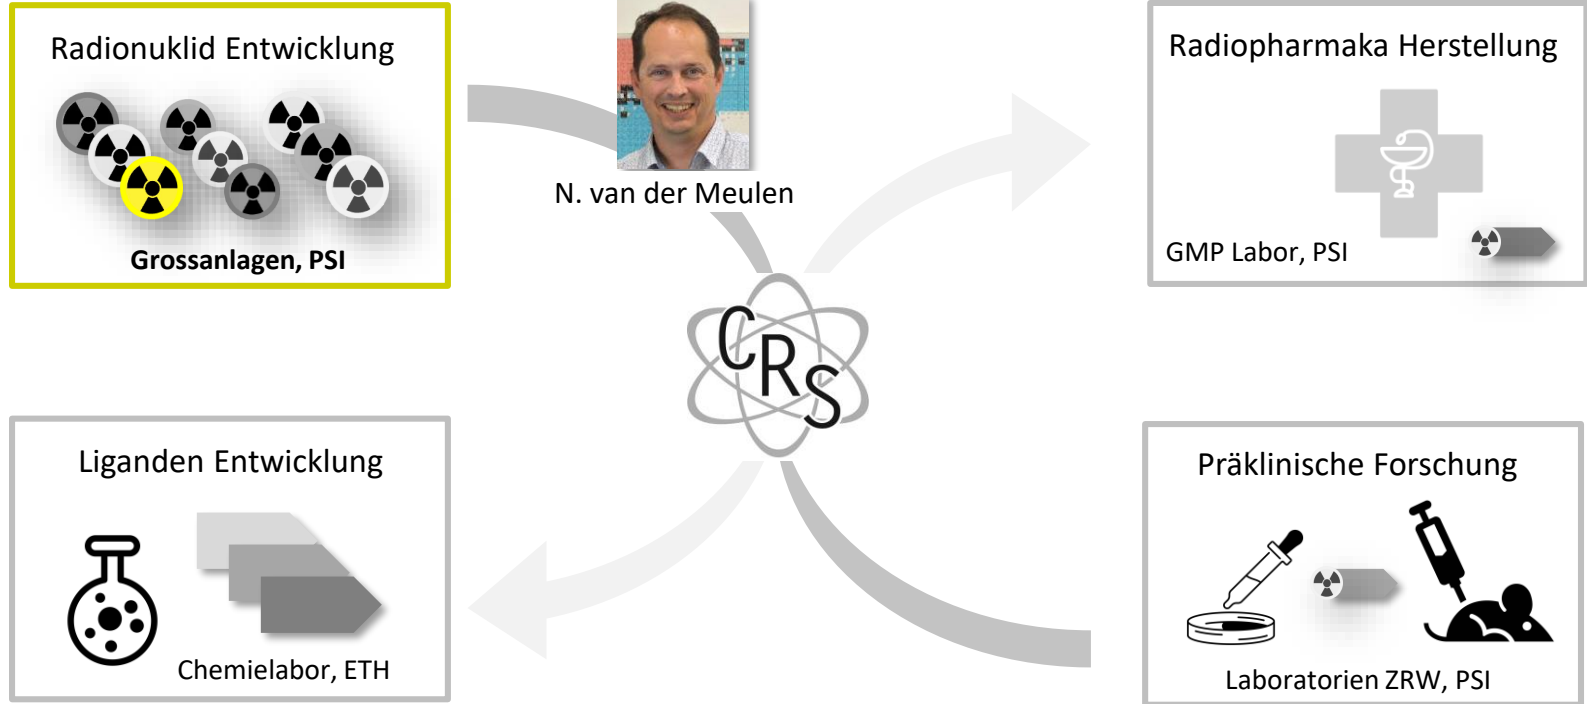 Radionuklid Entwicklung
Grossanlagen, PSI
N. van der Meulen
Radiopharmaka Herstellung
GMP Labor, PSI
CRS
Liganden Entwicklung
Chemielabor, ETH
Präklinische Forschung
Laboratorien ZRW, PSI